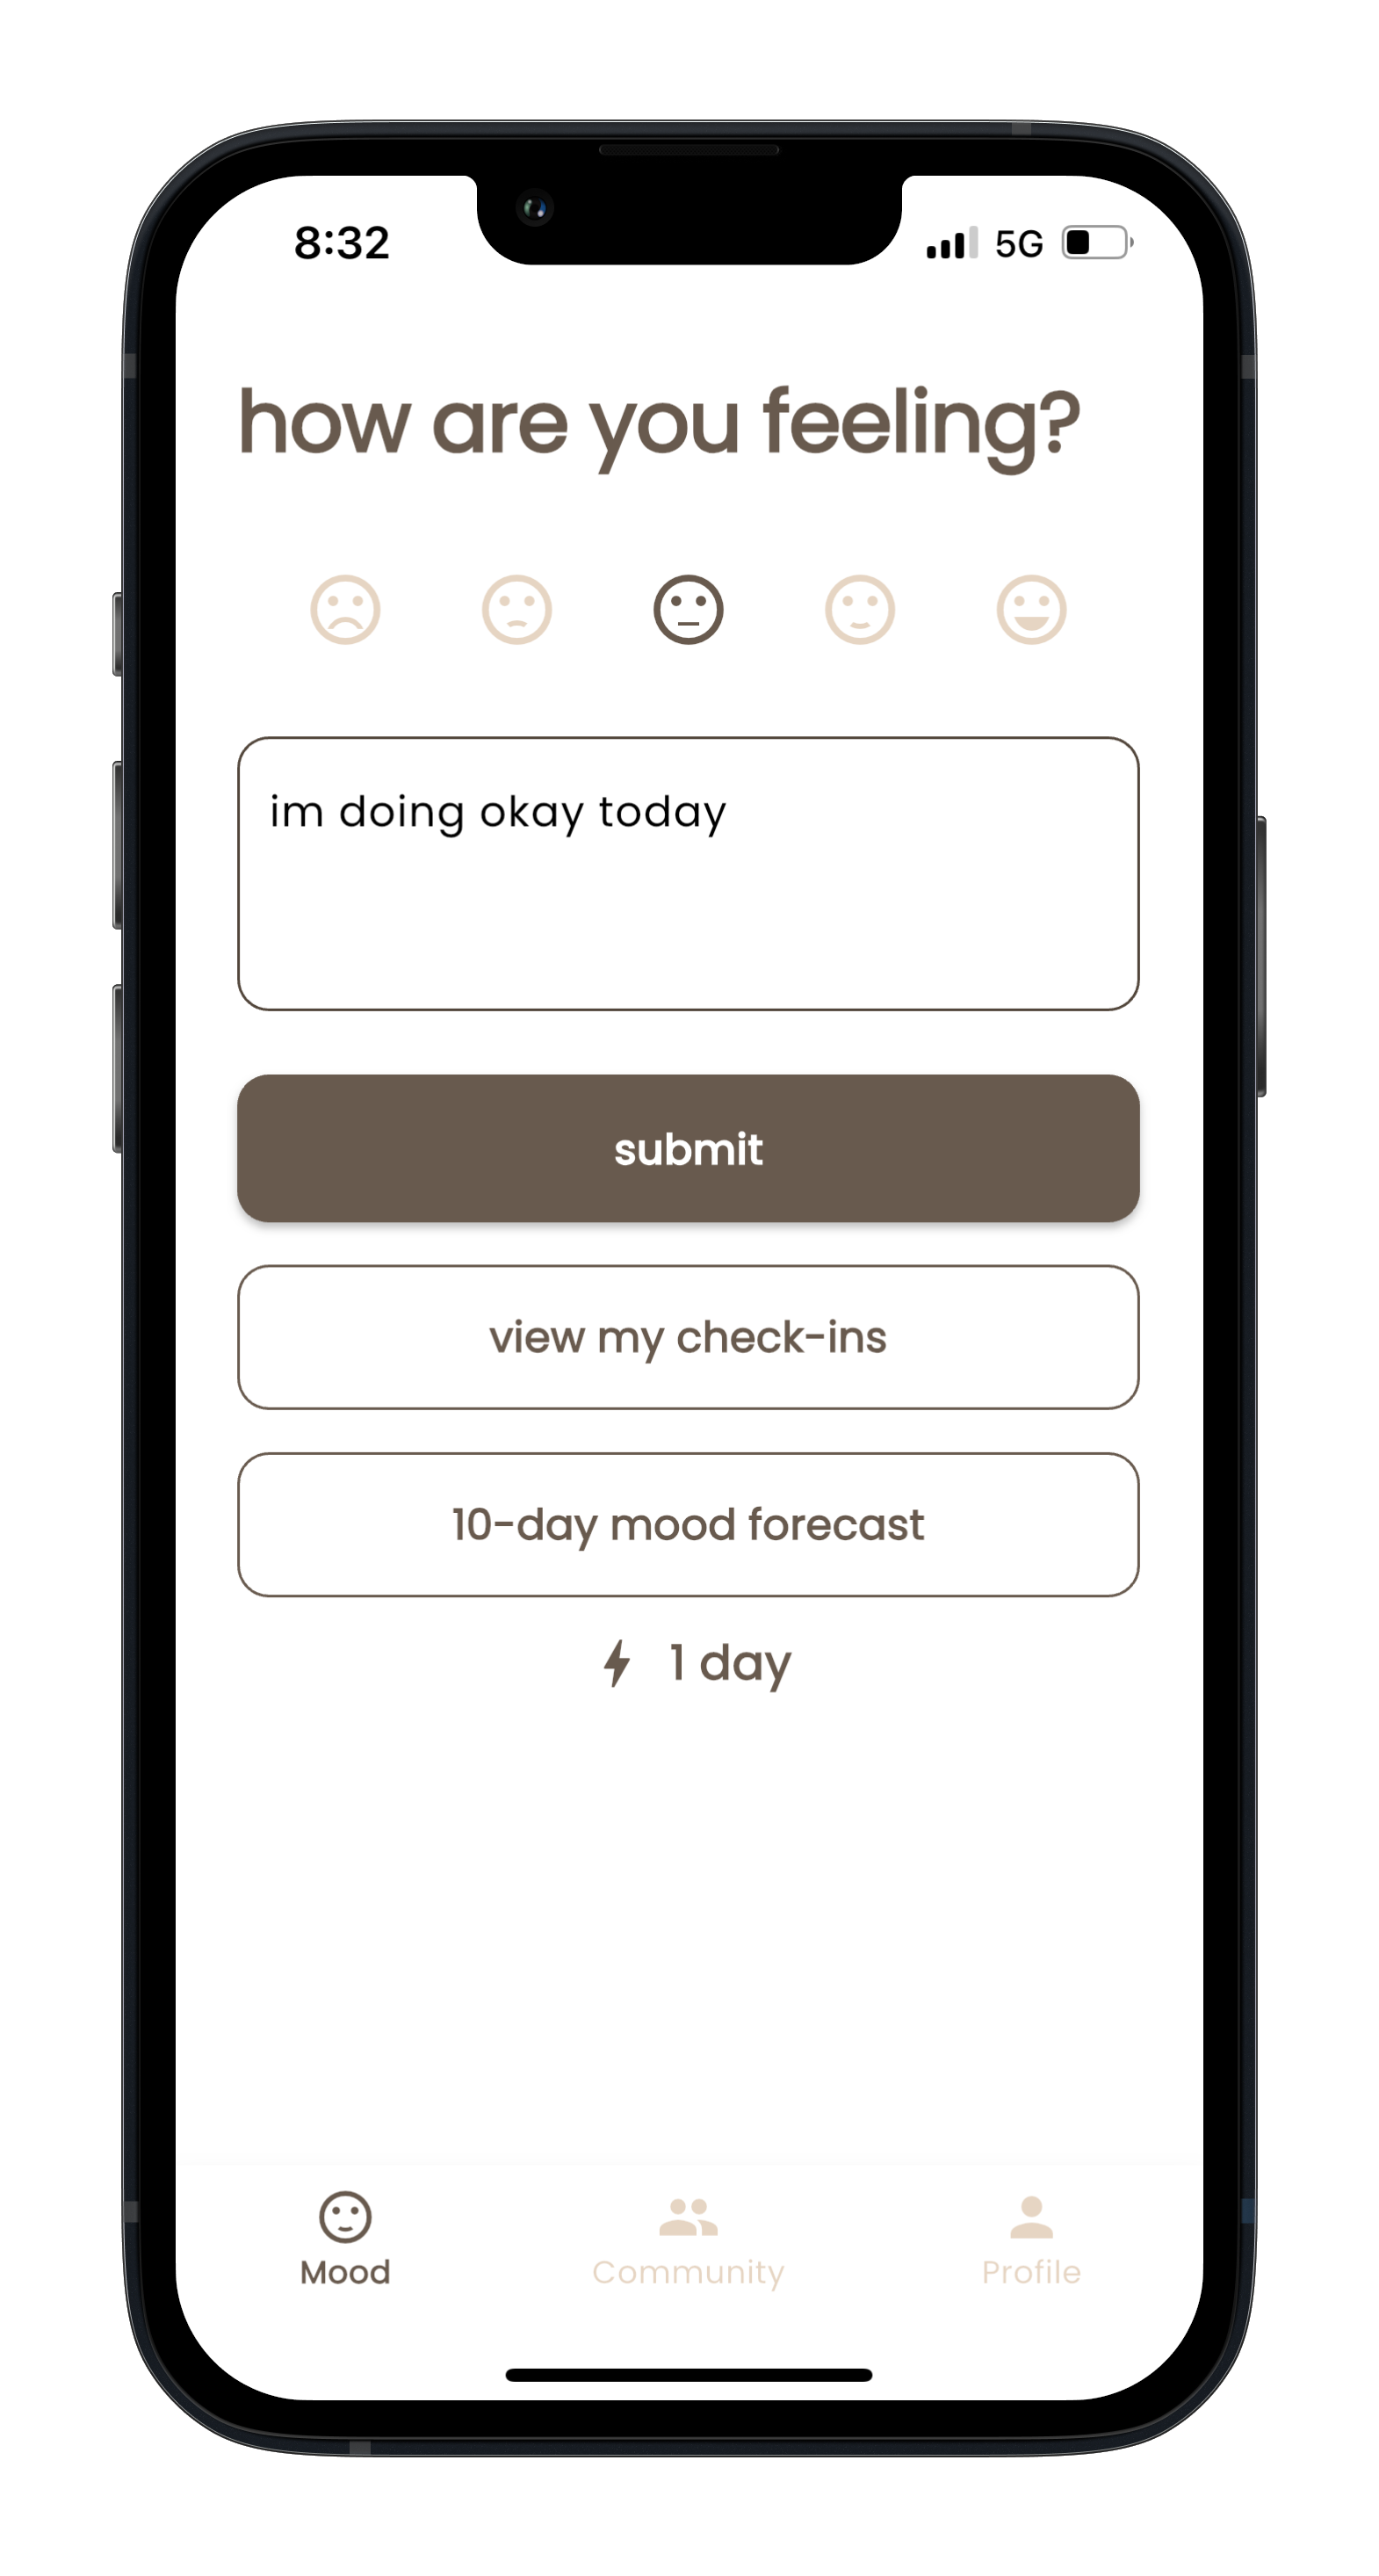 8:32 5G
how are you feeling?
im doing okay today
submit
view my check-ins
10-day mood forecast
1 day
Mood Community Profile